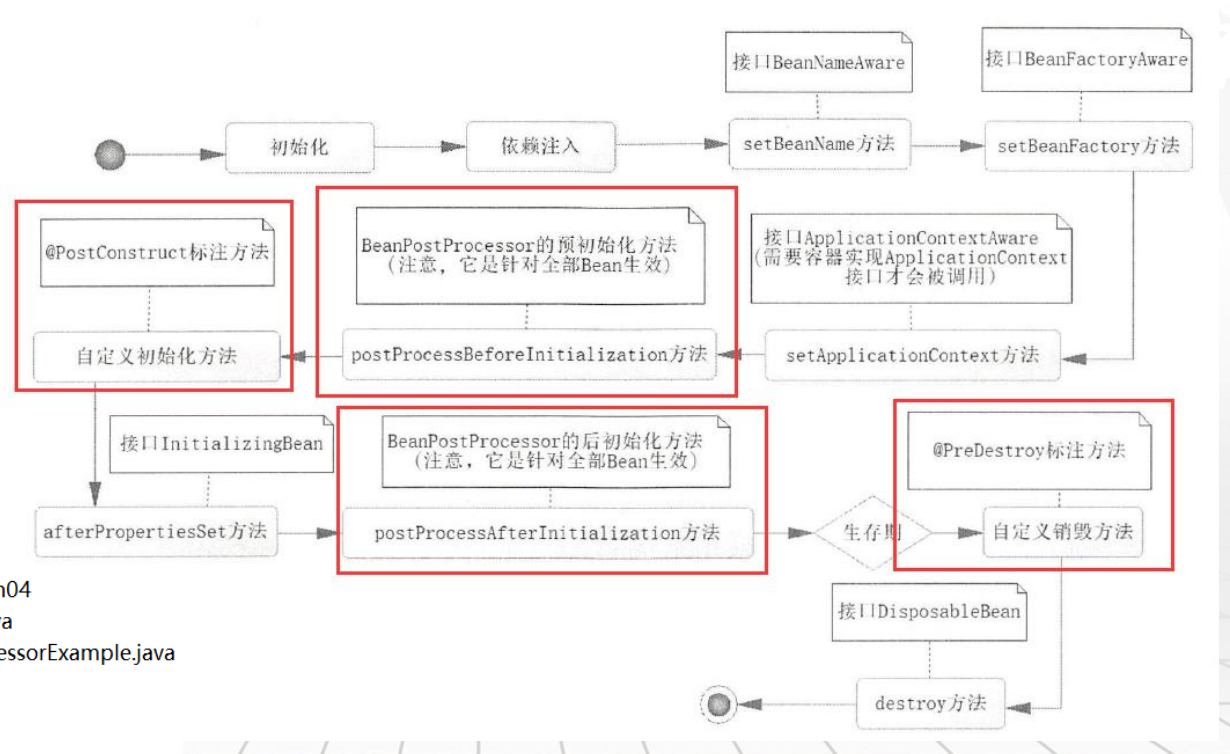 接口BeanNameAware
接口BeanFactoryAware
初始化
依赖注入
setBeanName方法
setBeanFactory方法
@PostConstruct标注方法
BeanPostProcessor的预初始化方法
(注意，它是针对全部Bean生效)
接口ApplicationContextAware
(需要容器实现ApplicationContext
接口才会被调用)
自定义初始化方法
postProcessBeforeInitialization方法
setApplicationContext方法
接口InitializingBean
BeanPostProcessor的后初始化方法
(注意，它是针对全部Bean生效)
@PreDestroy标注方法
afterPropertiesSet方法
postProcessAfterInitialization方法
生存期
自定义销毁方法
n04
va
essorExample.java
接口DisposableBean
destroy方法